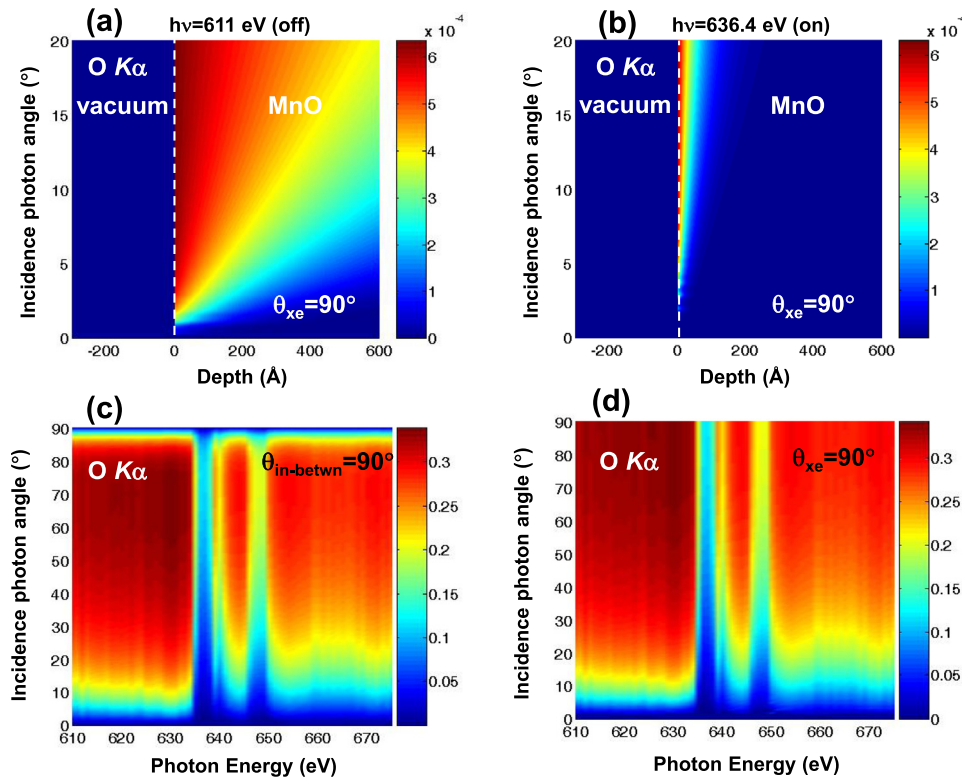 (a)
hν=611 eV (off)
x 10⁻⁴
Incidence photon angle (°)
20
15
10
5
0
O Kα
vacuum
MnO
θxe=90°
6
5
4
3
2
1
0
-200
0
200
400
600
Depth (Å)
(b)
hν=636.4 eV (on)
x 10⁻⁴
Incidence photon angle (°)
20
15
10
5
0
O Kα
vacuum
MnO
θxe=90°
6
5
4
3
2
1
-200
0
200
400
600
Depth (Å)
(c)
Incidence photon angle (°)
90
80
70
60
50
40
30
20
10
0
O Kα
θin-betwn=90°
0.3
0.25
0.2
0.15
0.1
0.05
610
620
630
640
650
660
670
Photon Energy (eV)
(d)
Incidence photon angle (°)
90
80
70
60
50
40
30
20
10
0
O Kα
θxe=90°
0.3
0.25
0.2
0.15
0.1
0.05
0
610
620
630
640
650
660
670
Photon Energy (eV)